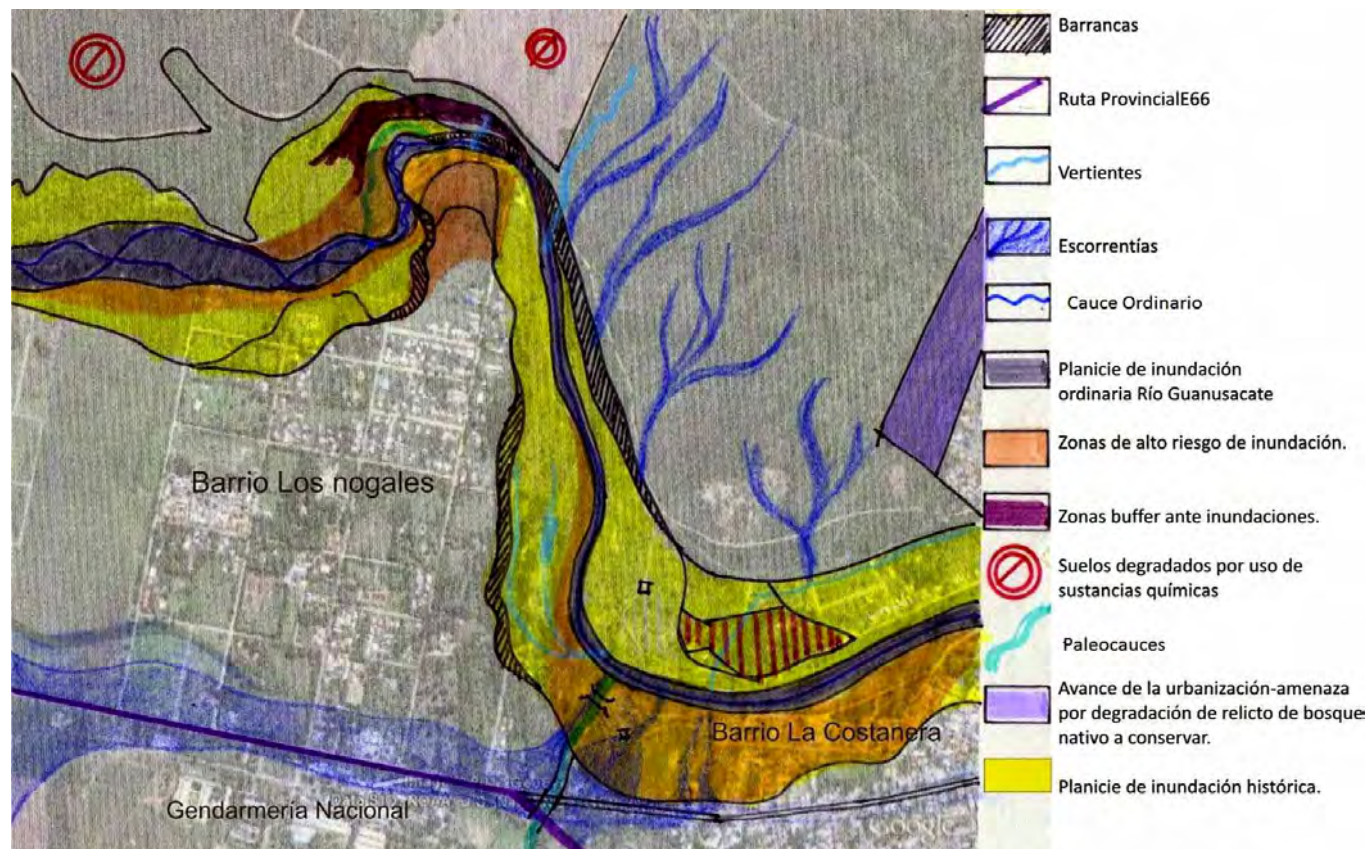 Barrancas
Ruta ProvincialE66
Vertientes
Escorrentías
Cauce Ordinario
Planicie de inundación
ordinaria Río Guanusacate
Zonas de alto riesgo de inundación.
Zonas buffer ante inundaciones.
Suelos degradados por uso de
sustancias químicas
Paleocauces
Avance de la urbanización-amenaza
por degradación de relicto de bosque
nativo a conservar.
Planicie de inundación histórica.
Barrio Los nogales
Barrio La Costanera
Gendarmería Nacional
Google